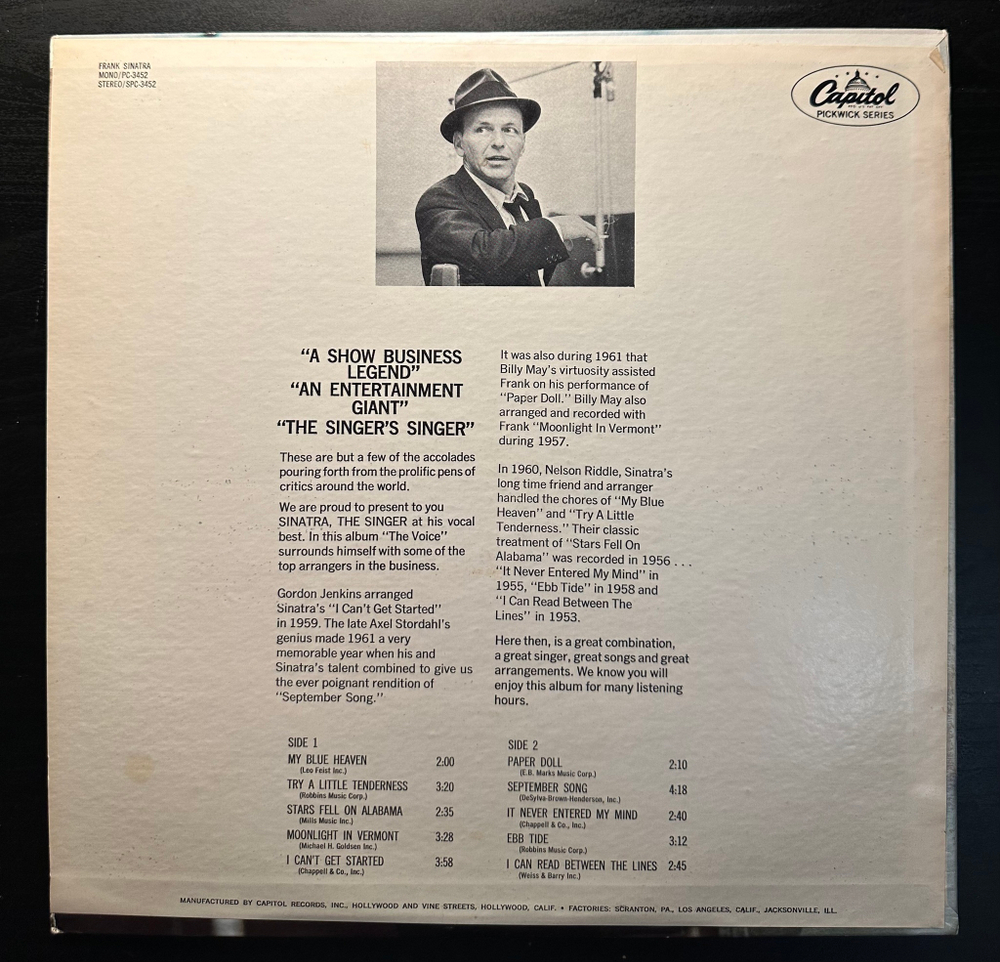 FRANK SINATRA
MONO/PC-3452
STEREO/SPC-3452
Capitol
PICKWICK SERIES
"A SHOW BUSINESS
LEGEND"
"AN ENTERTAINMENT
GIANT"
"THE SINGER'S SINGER"
These are but a few of the accolades
pouring forth from the prolific pens of
critics around the world.
We are proud to present to you
SINATRA, THE SINGER at his vocal
best. In this album "The Voice"
surrounds himself with some of the
top arrangers in the business.
Gordon Jenkins arranged
Sinatra's "I Can't Get Started"
in 1959. The late Axel Stordahl's
genius made 1961 a very
memorable year when his and
Sinatra's talent combined to give us
the ever poignant rendition of
"September Song."
It was also during 1961 that
Billy May's virtuosity assisted
Frank on his performance of
"Paper Doll." Billy May also
arranged and recorded with
Frank "Moonlight In Vermont"
during 1957.
In 1960, Nelson Riddle, Sinatra's
long time friend and arranger
handled the chores of "My Blue
Heaven" and "Try A Little
Tenderness." Their classic
treatment of "Stars Fell On
Alabama" was recorded in 1956 . . .
"It Never Entered My Mind" in
1955, "Ebb Tide" in 1958 and
"I Can Read Between The
Lines" in 1953.
Here then, is a great combination,
a great singer, great songs and great
arrangements. We know you will
enjoy this album for many listening
hours.
SIDE 1
MY BLUE HEAVEN 2:00
(Leo Feist Inc.)
TRY A LITTLE TENDERNESS 3:20
(Robbins Music Corp.)
STARS FELL ON ALABAMA 2:35
(Mills Music Inc.)
MOONLIGHT IN VERMONT 3:28
(Michael H. Goldsen Inc.)
I CAN'T GET STARTED 3:58
(Chappell & Co., Inc.)
SIDE 2
PAPER DOLL 2:10
(E.B. Marks Music Corp.)
SEPTEMBER SONG 4:18
(DeSylva-Brown-Henderson, Inc.)
IT NEVER ENTERED MY MIND 2:40
(Chappell & Co., Inc.)
EBB TIDE 3:12
(Robbins Music Corp.)
I CAN READ BETWEEN THE LINES 2:45
(Weiss & Barry Inc.)
MANUFACTURED BY CAPITOL RECORDS, INC., HOLLYWOOD AND VINE STREETS, HOLLYWOOD, CALIF. • FACTORIES: SCRANTON, PA., LOS ANGELES, CALIF., JACKSONVILLE, ILL.